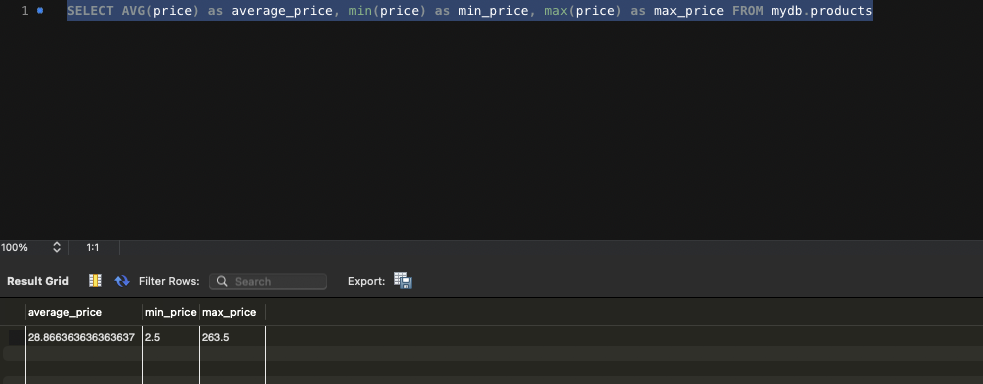 1 SELECT AVG(price) as average_price, min(price) as min_price, max(price) as max_price FROM mydb.products
100% 1:1
Result Grid Filter Rows: Search Export:
average_price min_price max_price
28.866363636363637 2.5 263.5